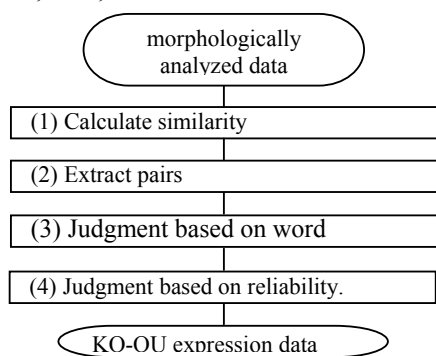 morphologically
analyzed data
(1) Calculate similarity
(2) Extract pairs
(3) Judgment based on word
(4) Judgment based on reliability.
KO-OU expression data